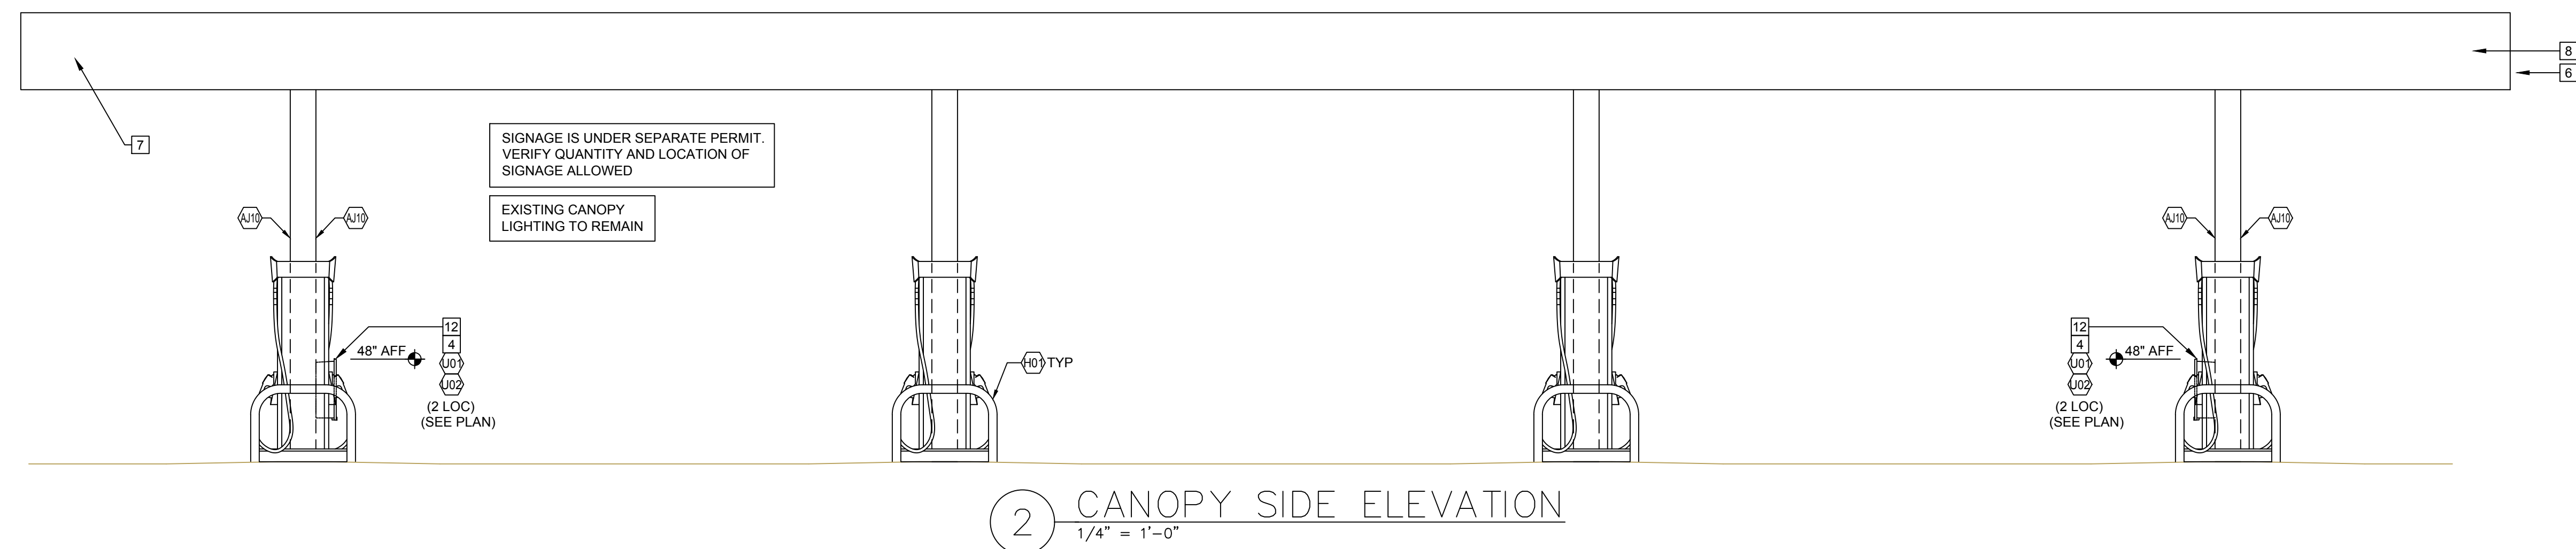 8
6
7
SIGNAGE IS UNDER SEPARATE PERMIT.
VERIFY QUANTITY AND LOCATION OF
SIGNAGE ALLOWED
EXISTING CANOPY
LIGHTING TO REMAIN
AJ10
AJ10
AJ10
AJ10
12
4
48" AFF
U01
U02
(2 LOC)
(SEE PLAN)
H01 TYP
12
4
48" AFF
U01
U02
(2 LOC)
(SEE PLAN)
2
CANOPY SIDE ELEVATION
1/4" = 1'-0"